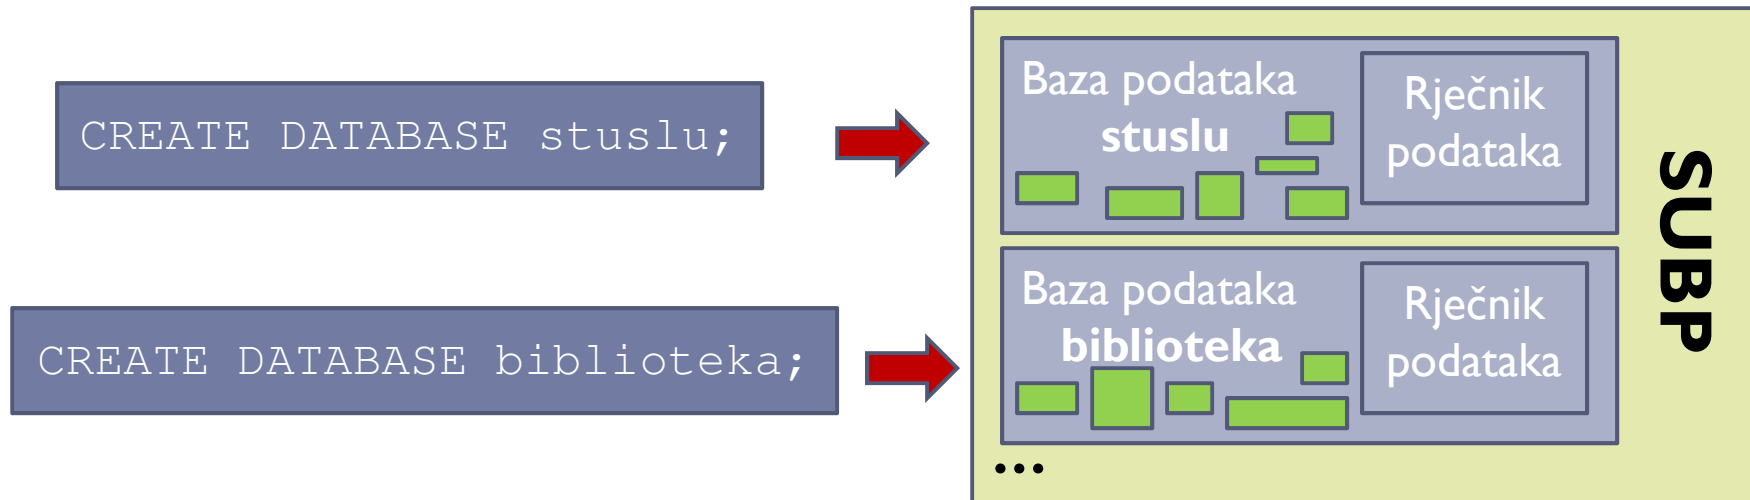 CREATE DATABASE stuslu;
Baza podataka
stuslu
Rječnik
podataka
CREATE DATABASE biblioteka;
Baza podataka
biblioteka
Rječnik
podataka
...
SUBP